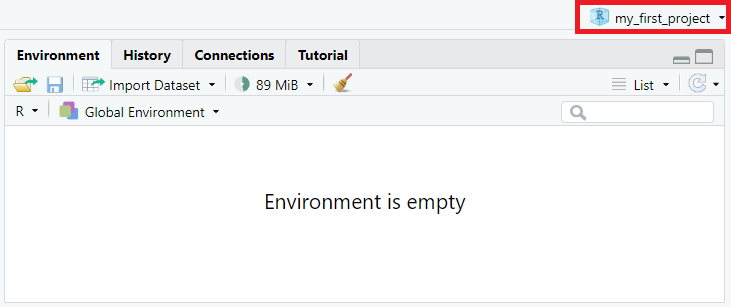 my_first_project
Environment History Connections Tutorial
Import Dataset 89 MiB List
R Global Environment
Environment is empty